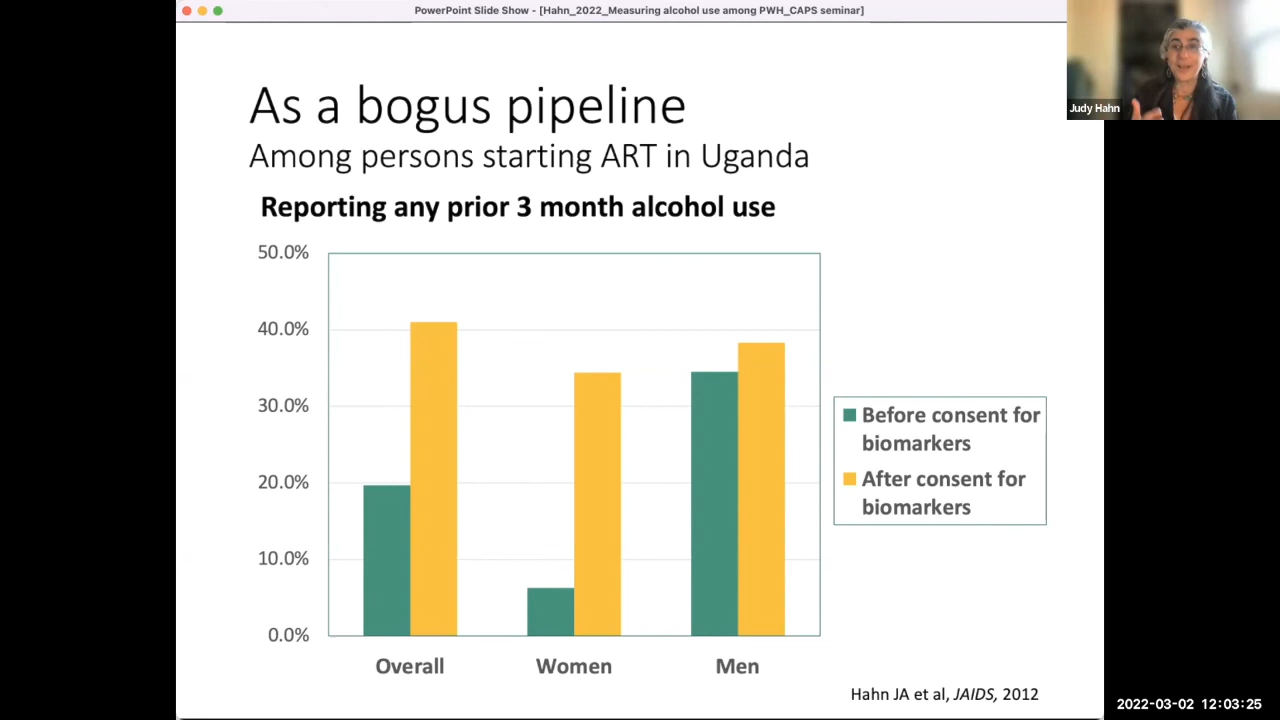 PowerPoint Slide Show - [Hahn_2022_Measuring alcohol use among PWH_CAPS seminar]
Judy Hahn
As a bogus pipeline
Among persons starting ART in Uganda
Reporting any prior 3 month alcohol use
50.0%
40.0%
30.0%
20.0%
10.0%
0.0%
Overall
Women
Men
Before consent for
biomarkers
After consent for
biomarkers
Hahn JA et al, JAIDS, 2012
2022-03-02 12:03:25